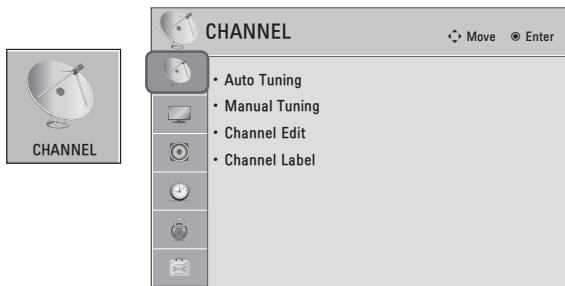 CHANNEL
CHANNEL Move Enter
• Auto Tuning
• Manual Tuning
• Channel Edit
• Channel Label